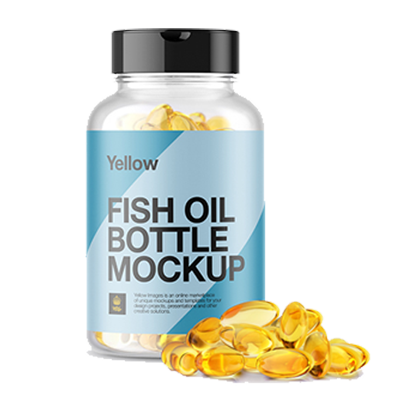 Yellow
FISH OIL
BOTTLE
MOCKUP
Yellow Images is an online marketplace
of unique mockups and templates for your
design projects, presentations and other
creative solutions.